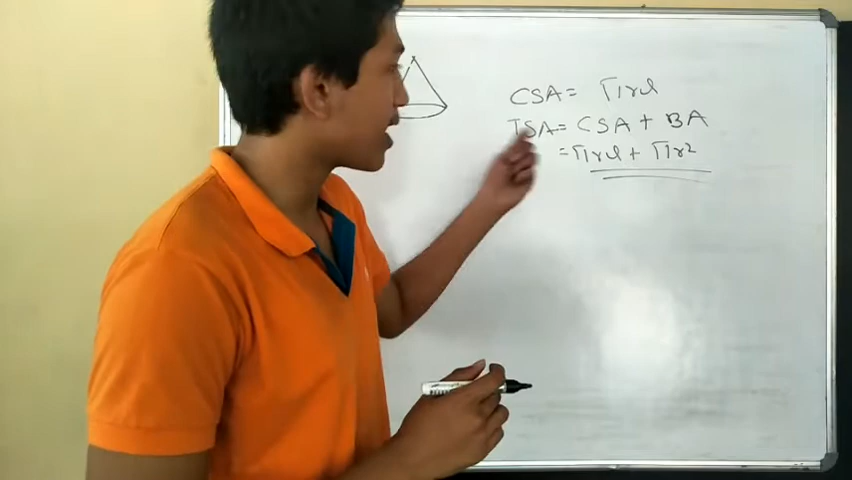 CSA = πrl
TSA = CSA + BA
= πrl + πr²